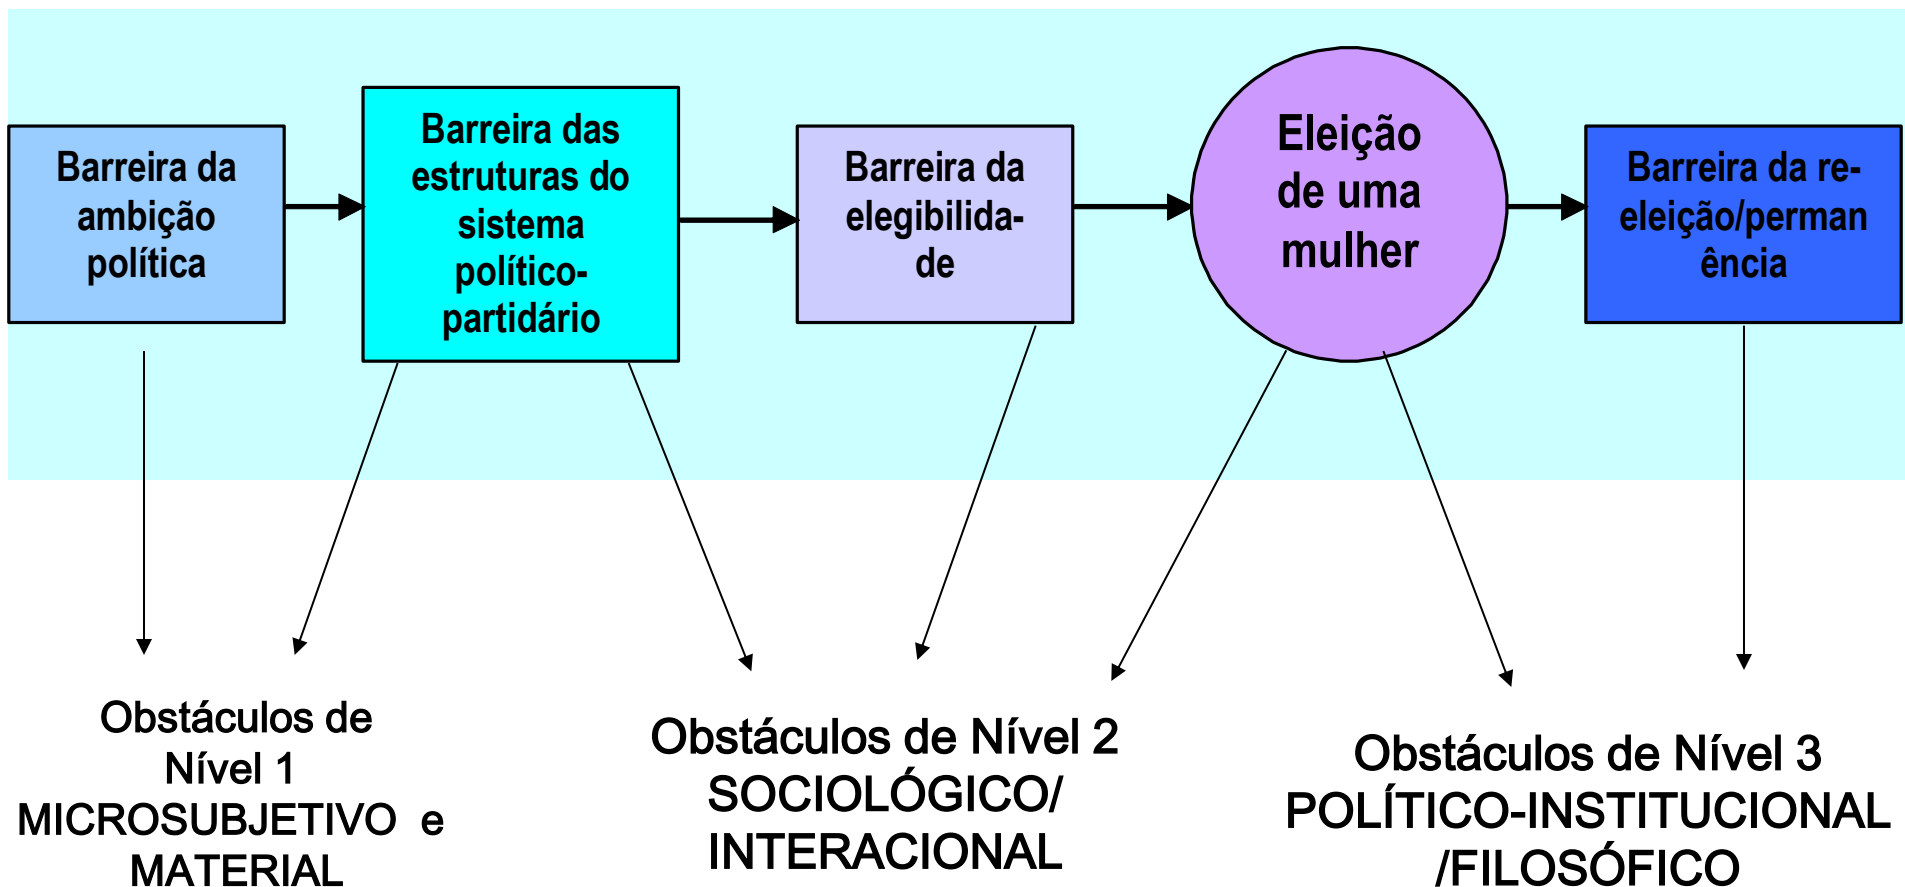 Barreira da
ambição
política
Barreira das
estruturas do
sistema
político-
partidário
Barreira da
elegibilida-
de
Eleição
de uma
mulher
Barreira da re-
eleição/perman
ência
Obstáculos de
Nível 1
MICROSUBJETIVO e
MATERIAL
Obstáculos de Nível 2
SOCIOLÓGICO/
INTERACIONAL
Obstáculos de Nível 3
POLÍTICO-INSTITUCIONAL
/FILOSÓFICO